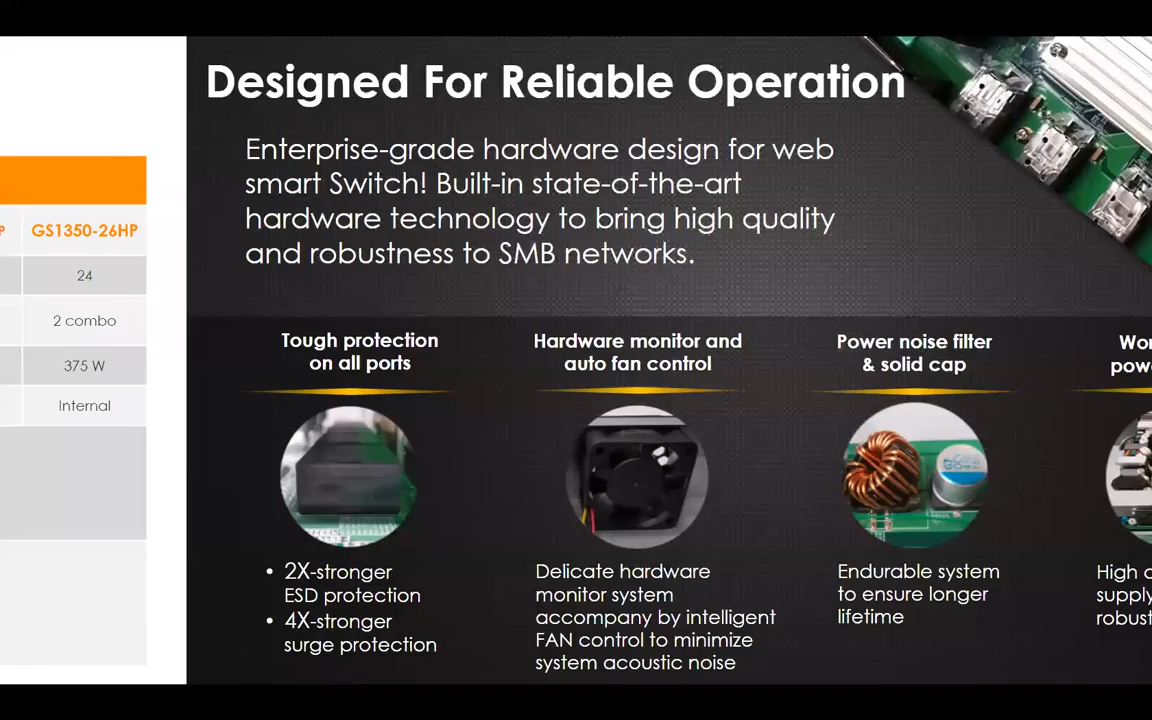 Designed For Reliable Operation
Enterprise-grade hardware design for web
smart Switch! Built-in state-of-the-art
hardware technology to bring high quality
and robustness to SMB networks.
GS1350-26HP
24
2 combo
375 W
Internal
Tough protection
on all ports
• 2X-stronger
ESD protection
• 4X-stronger
surge protection
Hardware monitor and
auto fan control
Delicate hardware
monitor system
accompany by intelligent
FAN control to minimize
system acoustic noise
Power noise filter
& solid cap
Endurable system
to ensure longer
lifetime
High